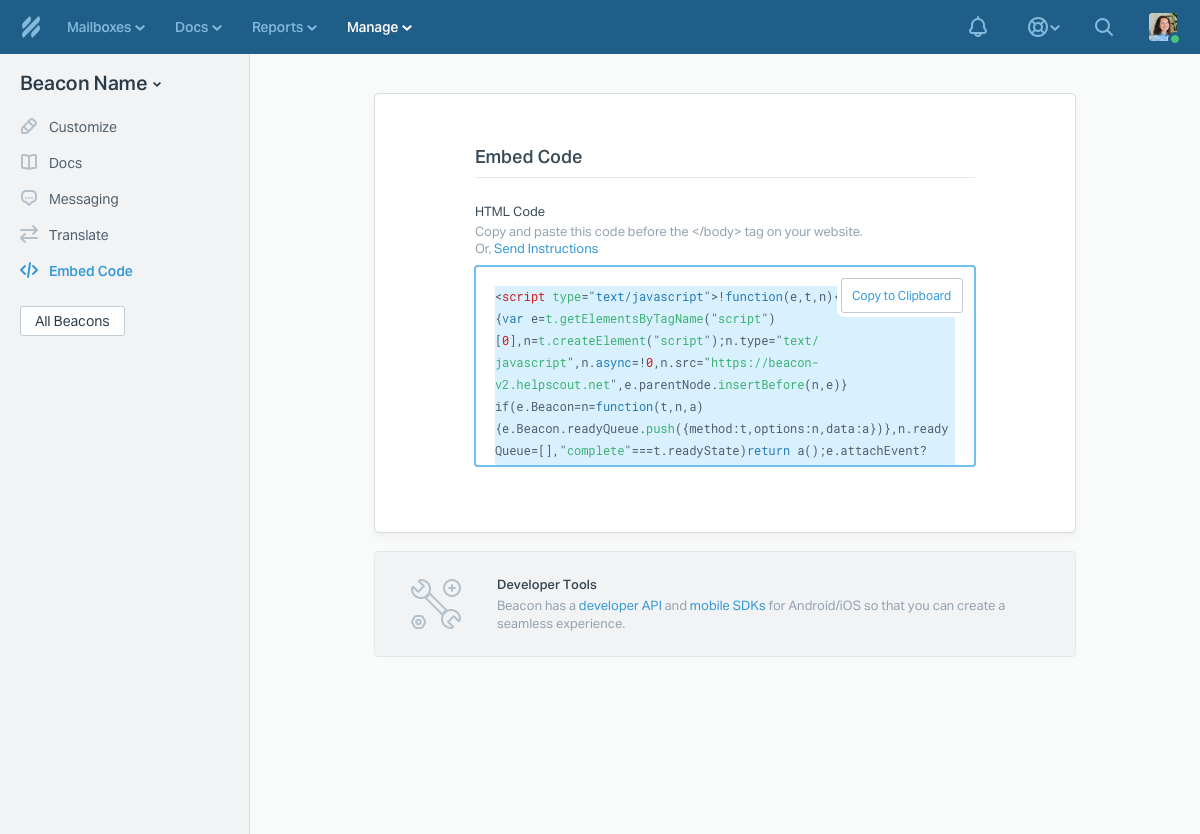 Mailboxes Docs Reports Manage
Beacon Name
Customize
Docs
Messaging
Translate
Embed Code
All Beacons
Embed Code
HTML Code
Copy and paste this code before the </body> tag on your website.
Or, Send Instructions
Copy to Clipboard
<script type="text/javascript">!function(e,t,n){
{var e=t.getElementsByTagName("script")
[0],n=t.createElement("script");n.type="text/
javascript",n.async=!0,n.src="https://beacon-
v2.helpscout.net",e.parentNode.insertBefore(n,e)}
if(e.Beacon=n=function(t,n,a)
{e.Beacon.readyQueue.push({method:t,options:n,data:a})},n.ready
Queue=[],"complete"===t.readyState)return a();e.attachEvent?
Developer Tools
Beacon has a developer API and mobile SDKs for Android/iOS so that you can create a
seamless experience.